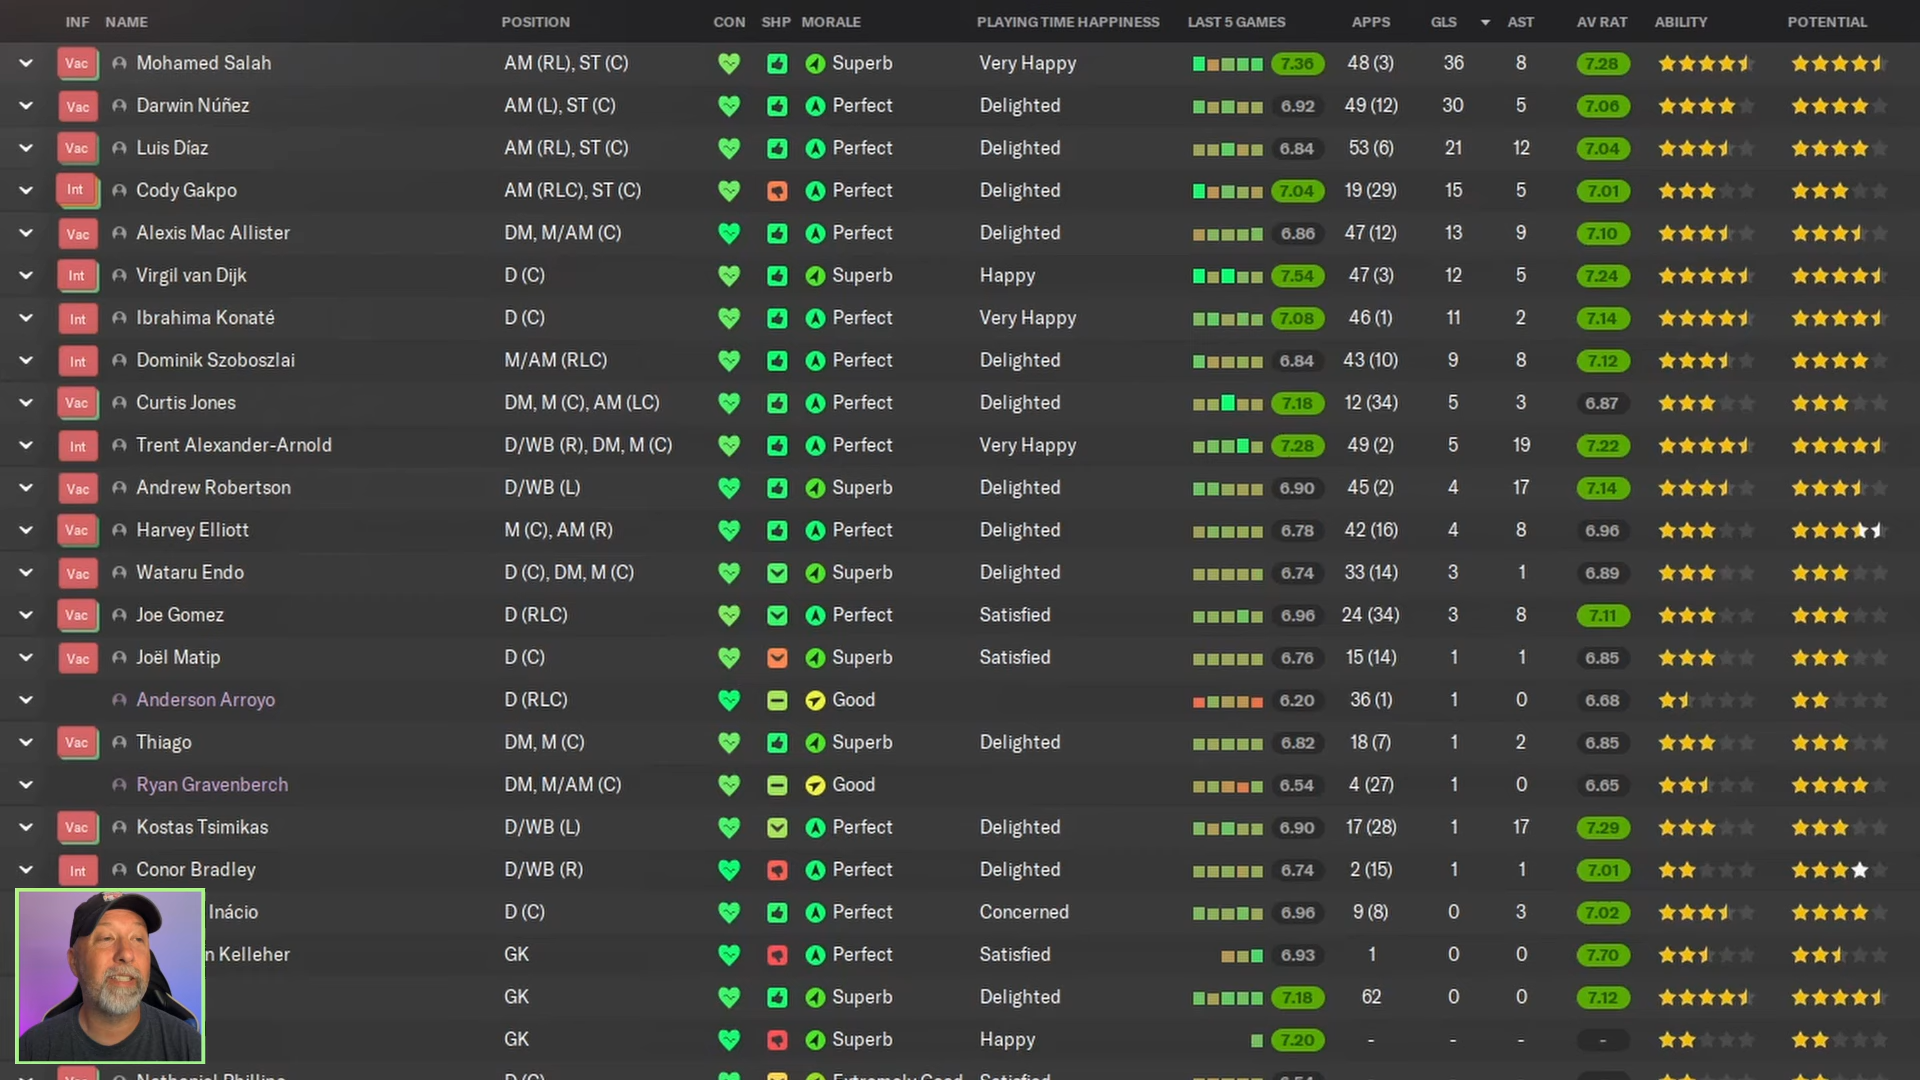 INF NAME POSITION CON SHP MORALE PLAYING TIME HAPPINESS LAST 5 GAMES APPS GLS AST AV RAT ABILITY POTENTIAL
Vac Mohamed Salah AM (RL), ST (C) Superb Very Happy 7.36 48 (3) 36 8 7.28
Vac Darwin Núñez AM (L), ST (C) Perfect Delighted 6.92 49 (12) 30 5 7.06
Vac Luis Díaz AM (RL), ST (C) Perfect Delighted 6.84 53 (6) 21 12 7.04
Int Cody Gakpo AM (RLC), ST (C) Perfect Delighted 7.04 19 (29) 15 5 7.01
Vac Alexis Mac Allister DM, M/AM (C) Perfect Delighted 6.86 47 (12) 13 9 7.10
Int Virgil van Dijk D (C) Superb Happy 7.54 47 (3) 12 5 7.24
Int Ibrahima Konaté D (C) Perfect Very Happy 7.08 46 (1) 11 2 7.14
Int Dominik Szoboszlai M/AM (RLC) Perfect Delighted 6.84 43 (10) 9 8 7.12
Vac Curtis Jones DM, M (C), AM (LC) Perfect Delighted 7.18 12 (34) 5 3 6.87
Int Trent Alexander-Arnold D/WB (R), DM, M (C) Perfect Very Happy 7.28 49 (2) 5 19 7.22
Vac Andrew Robertson D/WB (L) Superb Delighted 6.90 45 (2) 4 17 7.14
Vac Harvey Elliott M (C), AM (R) Perfect Delighted 6.78 42 (16) 4 8 6.96
Vac Wataru Endo D (C), DM, M (C) Superb Delighted 6.74 33 (14) 3 1 6.89
Vac Joe Gomez D (RLC) Perfect Satisfied 6.96 24 (34) 3 8 7.11
Vac Joël Matip D (C) Superb Satisfied 6.76 15 (14) 1 1 6.85
Anderson Arroyo D (RLC) Good 6.20 36 (1) 1 0 6.68
Vac Thiago DM, M (C) Superb Delighted 6.82 18 (7) 1 2 6.85
Ryan Gravenberch DM, M/AM (C) Good 6.54 4 (27) 1 0 6.65
Vac Kostas Tsimikas D/WB (L) Perfect Delighted 6.90 17 (28) 1 17 7.29
Int Conor Bradley D/WB (R) Perfect Delighted 6.74 2 (15) 1 1 7.01
Inácio D (C) Perfect Concerned 6.96 9 (8) 0 3 7.02
n Kelleher GK Perfect Satisfied 6.93 1 0 0 7.70
GK Superb Delighted 7.18 62 0 0 7.12
GK Superb Happy 7.20 - - - -
Nathaniel Phillips D (C) Extremely Good Satisfied